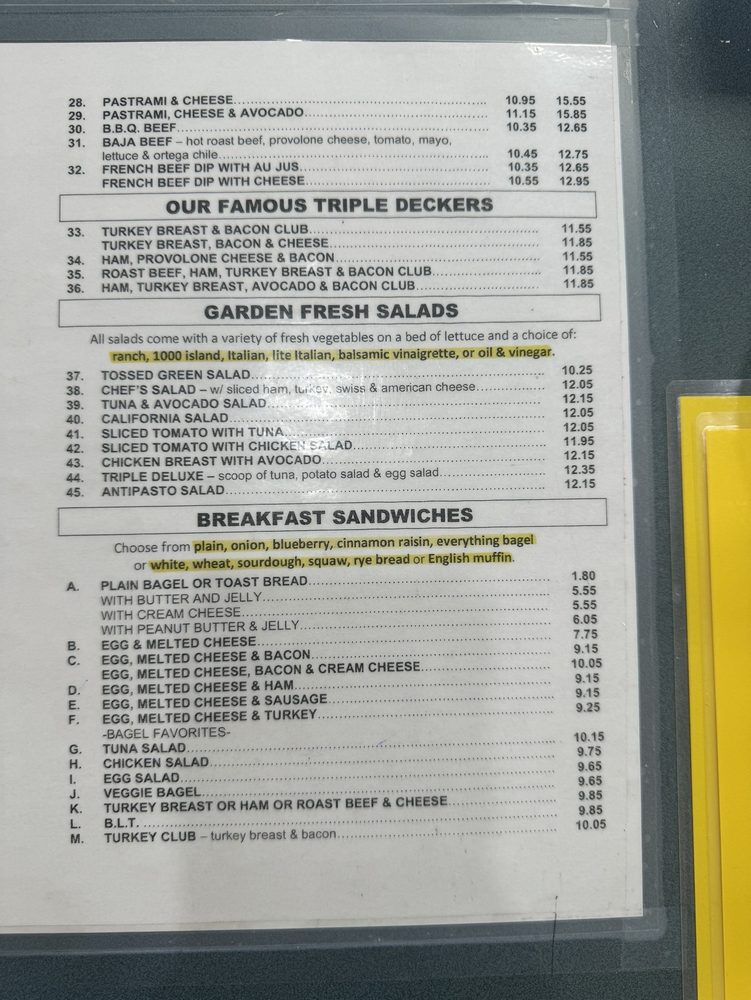 28. PASTRAMI & CHEESE 10.95 15.55
29. PASTRAMI, CHEESE & AVOCADO 11.15 15.85
30. B.B.Q. BEEF 10.35 12.65
31. BAJA BEEF – hot roast beef, provolone cheese, tomato, mayo,
lettuce & ortega chile 10.45 12.75
32. FRENCH BEEF DIP WITH AU JUS 10.35 12.65
FRENCH BEEF DIP WITH CHEESE 10.55 12.95
OUR FAMOUS TRIPLE DECKERS
33. TURKEY BREAST & BACON CLUB 11.55
TURKEY BREAST, BACON & CHEESE 11.85
34. HAM, PROVOLONE CHEESE & BACON 11.55
35. ROAST BEEF, HAM, TURKEY BREAST & BACON CLUB 11.85
36. HAM, TURKEY BREAST, AVOCADO & BACON CLUB 11.85
GARDEN FRESH SALADS
All salads come with a variety of fresh vegetables on a bed of lettuce and a choice of:
ranch, 1000 island, Italian, lite Italian, balsamic vinaigrette, or oil & vinegar.
37. TOSSED GREEN SALAD 10.25
38. CHEF'S SALAD – w/ sliced ham, turkey, swiss & american cheese 12.05
39. TUNA & AVOCADO SALAD 12.15
40. CALIFORNIA SALAD 12.05
41. SLICED TOMATO WITH TUNA 12.05
42. SLICED TOMATO WITH CHICKEN SALAD 11.95
43. CHICKEN BREAST WITH AVOCADO 12.15
44. TRIPLE DELUXE – scoop of tuna, potato salad & egg salad 12.35
45. ANTIPASTO SALAD 12.15
BREAKFAST SANDWICHES
Choose from plain, onion, blueberry, cinnamon raisin, everything bagel
or white, wheat, sourdough, squaw, rye bread or English muffin.
A. PLAIN BAGEL OR TOAST BREAD 1.80
WITH BUTTER AND JELLY 5.55
WITH CREAM CHEESE 5.55
WITH PEANUT BUTTER & JELLY 6.05
B. EGG & MELTED CHEESE 7.75
C. EGG, MELTED CHEESE & BACON 9.15
EGG, MELTED CHEESE, BACON & CREAM CHEESE 10.05
D. EGG, MELTED CHEESE & HAM 9.15
E. EGG, MELTED CHEESE & SAUSAGE 9.15
F. EGG, MELTED CHEESE & TURKEY 9.25
-BAGEL FAVORITES-
G. TUNA SALAD 10.15
H. CHICKEN SALAD 9.75
I. EGG SALAD 9.65
J. VEGGIE BAGEL 9.65
K. TURKEY BREAST OR HAM OR ROAST BEEF & CHEESE 9.85
L. B.L.T. 9.85
M. TURKEY CLUB – turkey breast & bacon 10.05